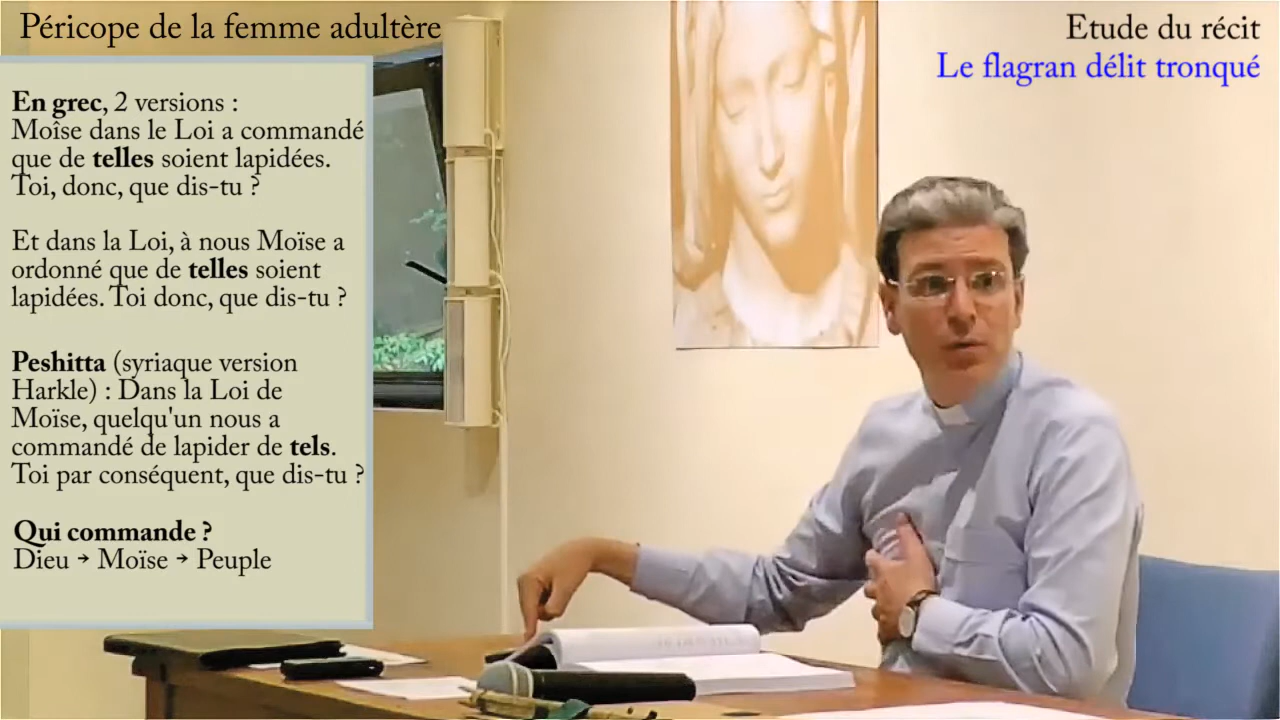 Péricope de la femme adultère
Etude du récit
Le flagran délit tronqué
En grec, 2 versions :
Moîse dans le Loi a commandé
que de telles soient lapidées.
Toi, donc, que dis-tu ?
Et dans la Loi, à nous Moïse a
ordonné que de telles soient
lapidées. Toi donc, que dis-tu ?
Peshitta (syriaque version
Harkle) : Dans la Loi de
Moïse, quelqu'un nous a
commandé de lapider de tels.
Toi par conséquent, que dis-tu ?
Qui commande ?
Dieu → Moïse → Peuple